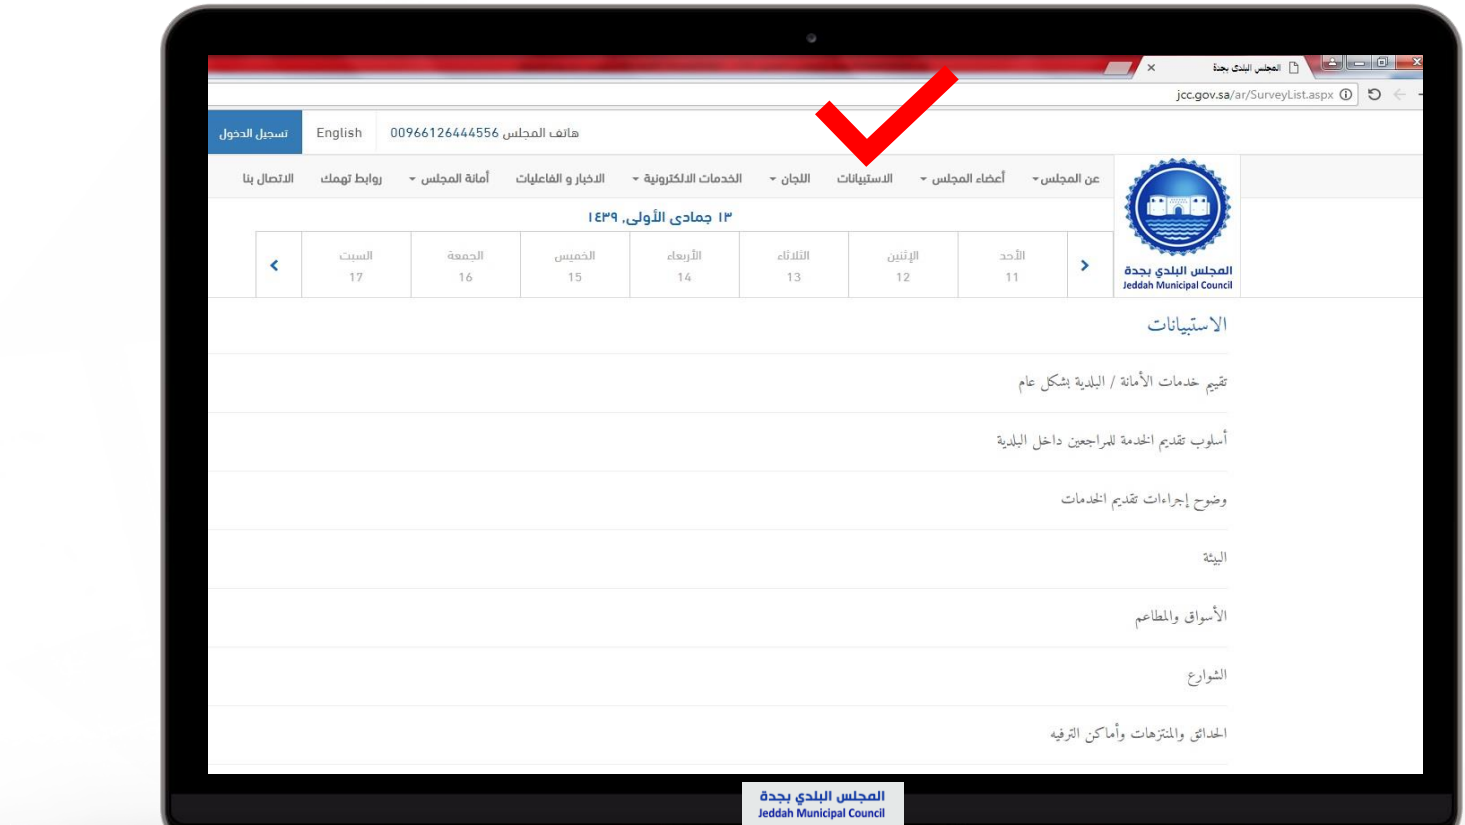 المجلس البلدي بجدة
jcc.gov.sa/ar/SurveyList.aspx
هاتف المجلس 00966126444556
English
تسجيل الدخول
عن المجلس
أعضاء المجلس
الاستبيانات
اللجان
الخدمات الالكترونية
الاخبار و الفاعليات
أمانة المجلس
روابط تهمك
الاتصال بنا
المجلس البلدي بجدة
Jeddah Municipal Council
١٣ جمادى الأولى, ١٤٣٩
الأحد
11
الإثنين
12
الثلاثاء
13
الأربعاء
14
الخميس
15
الجمعة
16
السبت
17
الاستبيانات
تقييم خدمات الأمانة / البلدية بشكل عام
أسلوب تقديم الخدمة للمراجعين داخل البلدية
وضوح إجراءات تقديم الخدمات
البيئة
الأسواق والمطاعم
الشوارع
الحدائق والمنتزهات وأماكن الترفيه
المجلس البلدي بجدة
Jeddah Municipal Council